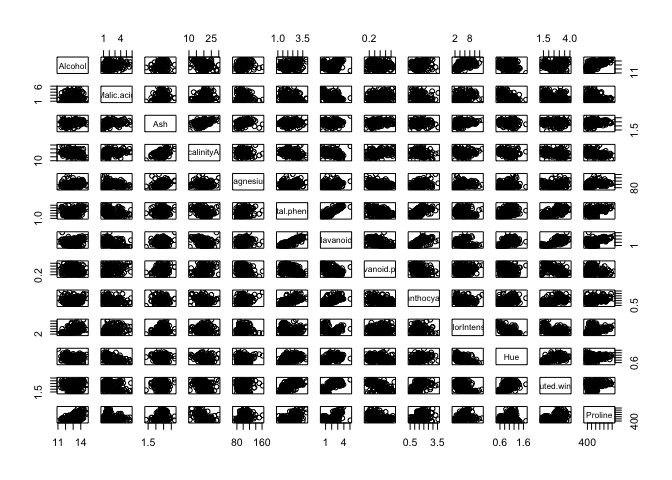 1 4 10 25 1.0 3.5 0.2 2 8 1.5 4.0
Alcohol 11
1 6 Malic.acid
Ash 1.5
10 calinityA
agnesiu 80
1.0 tal.phen
lavanoid 1
0.2 vanoid.p
nthocya 0.5
2 lorIntens
Hue 0.6
1.5 uted.win
Proline 400
11 14 1.5 80 160 1 4 0.5 3.5 0.6 1.6 400